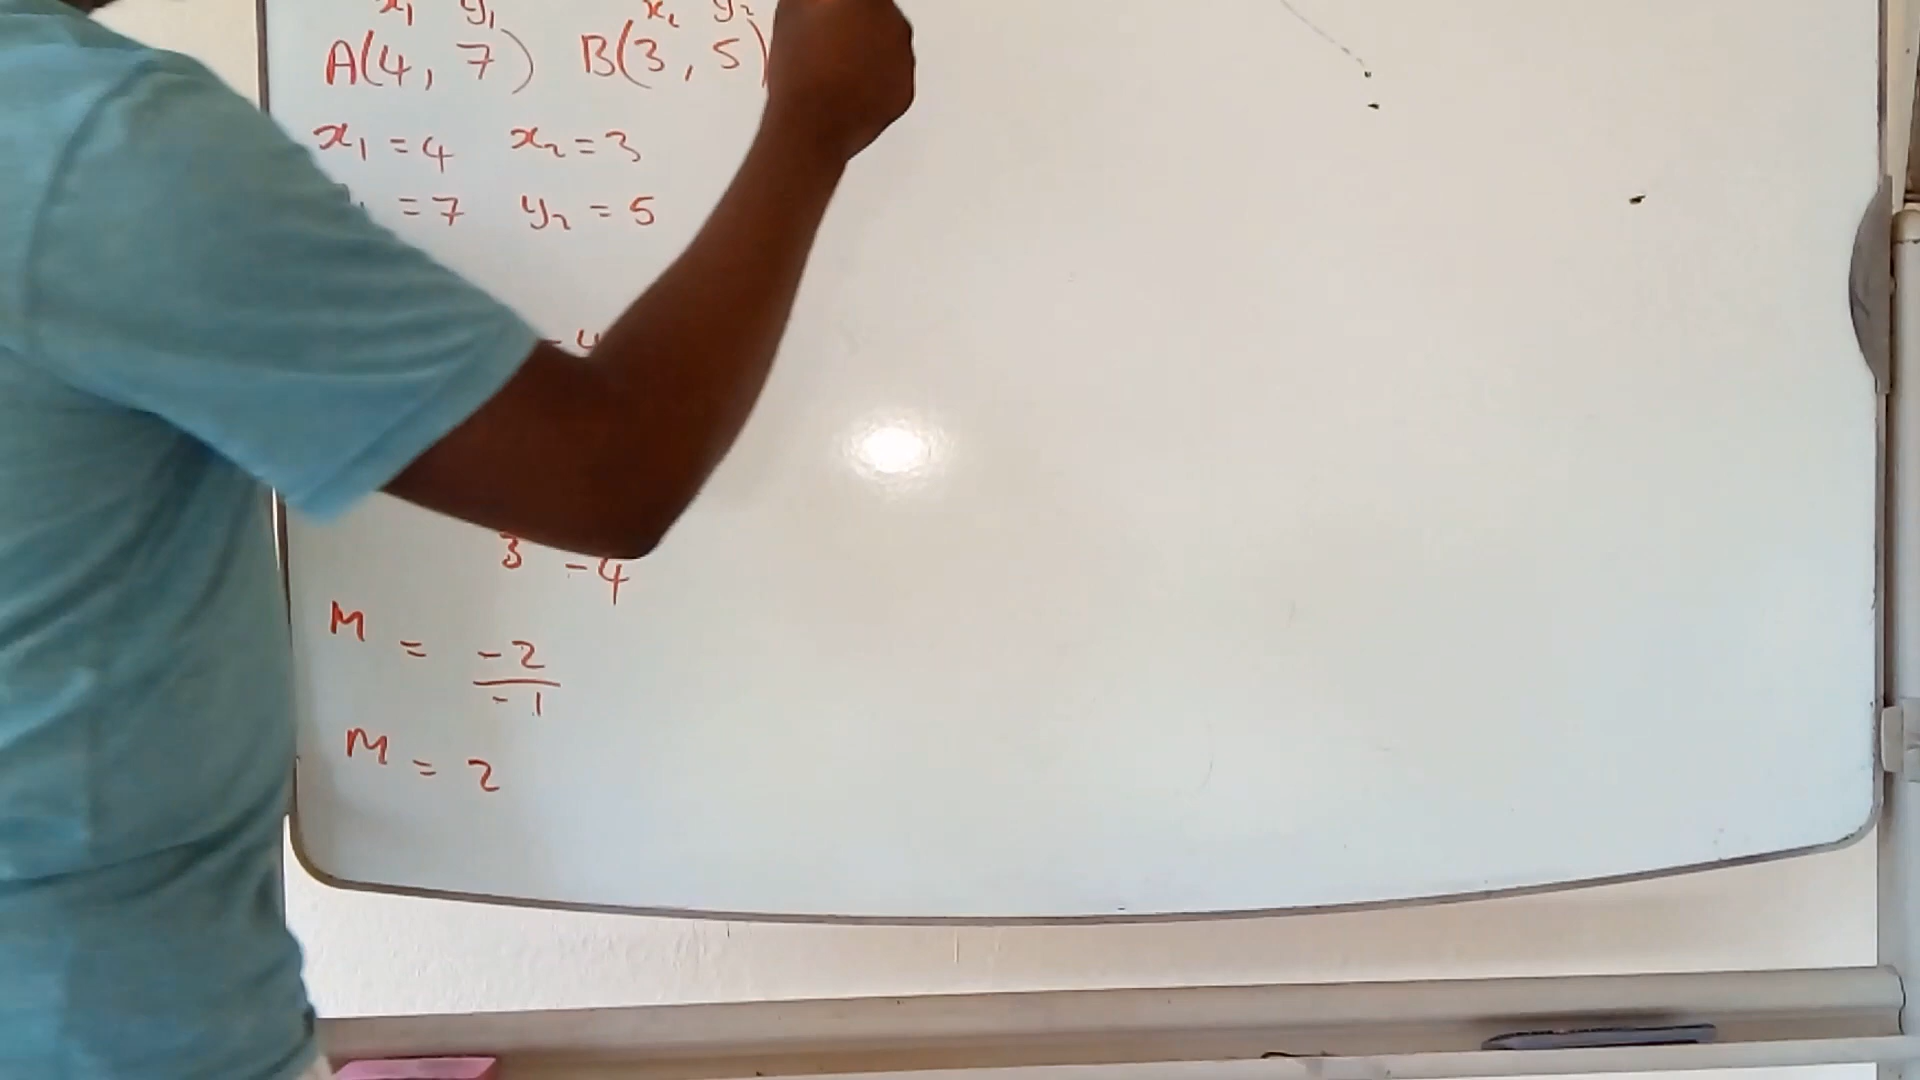 x₁ y₁ x₂ y₂
A(4, 7) B(3, 5)
x₁ = 4 x₂ = 3
= 7 y₂ = 5
- 4
3 - 4
M = -2
-1
M = 2